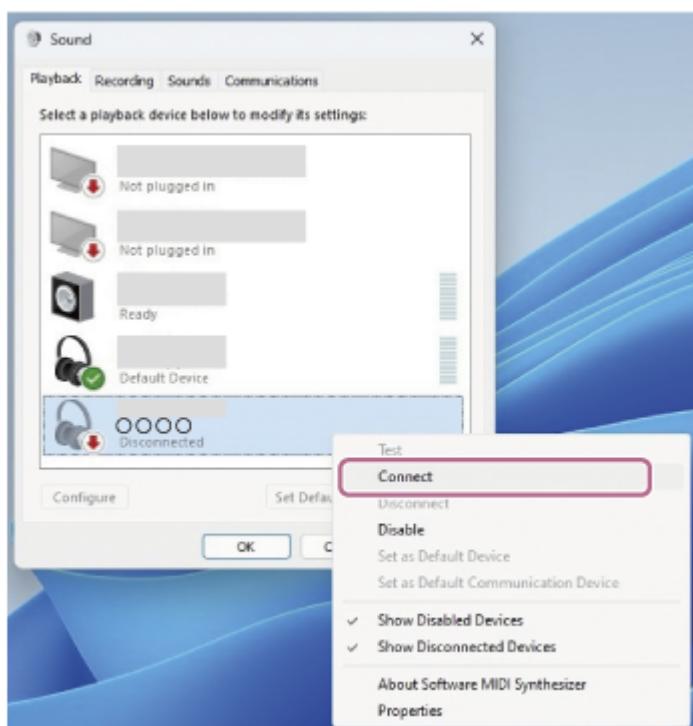 Sound
Playback Recording Sounds Communications
Select a playback device below to modify its settings:
Not plugged in
Not plugged in
Ready
Default Device
OOOO
Disconnected
Configure
OK
Test
Connect
Disconnect
Disable
Set as Default Device
Set as Default Communication Device
Show Disabled Devices
Show Disconnected Devices
About Software MIDI Synthesizer
Properties